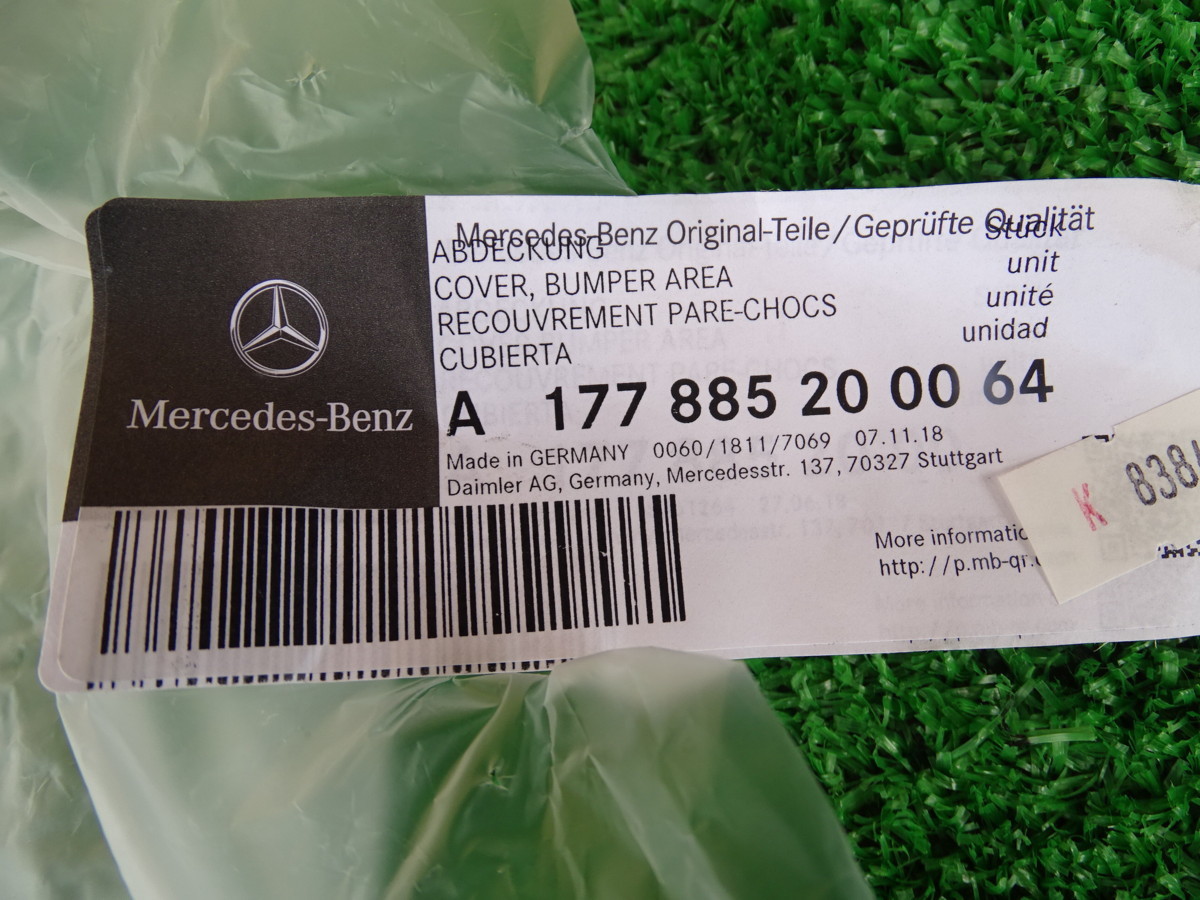 Mercedes-Benz Original-Teile/Geprüfte Qualität
ABDECKUNG Stück
COVER, BUMPER AREA unit
RECOUVREMENT PARE-CHOCS unité
CUBIERTA unidad
A 177 885 20 00 64
Made in GERMANY 0060/1811/7069 07.11.18
Daimler AG, Germany, Mercedesstr. 137, 70327 Stuttgart
Mercedes-Benz
More
http://p.mb-qr.
K 838